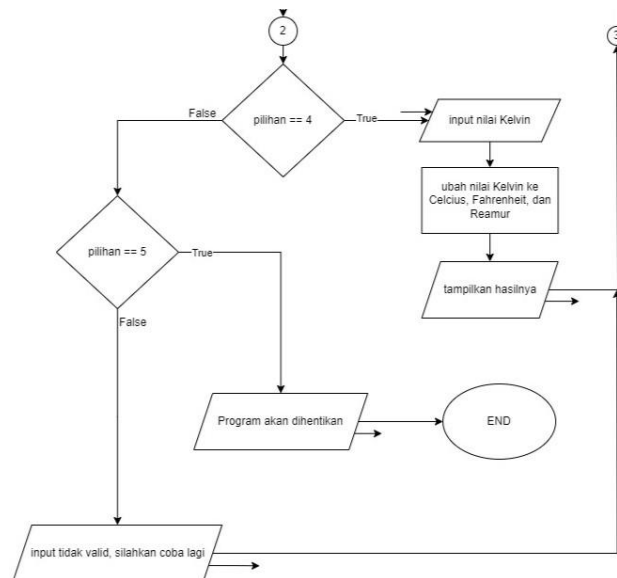 2
3
pilihan == 4
False
True
input nilai Kelvin
ubah nilai Kelvin ke
Celcius, Fahrenheit, dan
Reamur
pilihan == 5
True
tampilkan hasilnya
False
Program akan dihentikan
END
input tidak valid, silahkan coba lagi